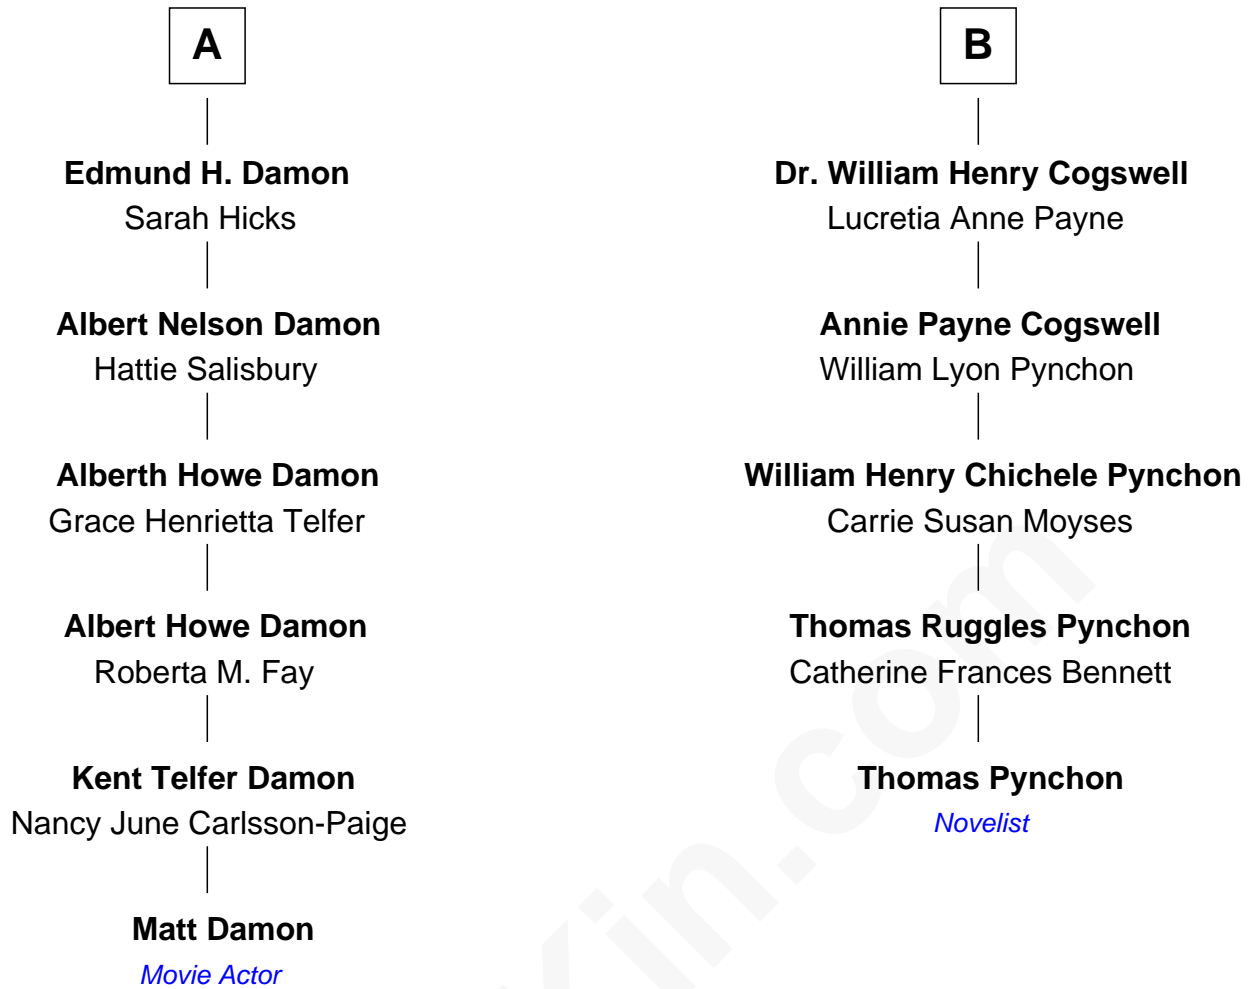 A
Edmund H. Damon
Sarah Hicks
Albert Nelson Damon
Hattie Salisbury
Alberth Howe Damon
Grace Henrietta Telfer
Albert Howe Damon
Roberta M. Fay
Kent Telfer Damon
Nancy June Carlsson-Paige
Matt Damon
Movie Actor
B
Dr. William Henry Cogswell
Lucretia Anne Payne
Annie Payne Cogswell
William Lyon Pynchon
William Henry Chichele Pynchon
Carrie Susan Moyses
Thomas Ruggles Pynchon
Catherine Frances Bennett
Thomas Pynchon
Novelist
Kin.com